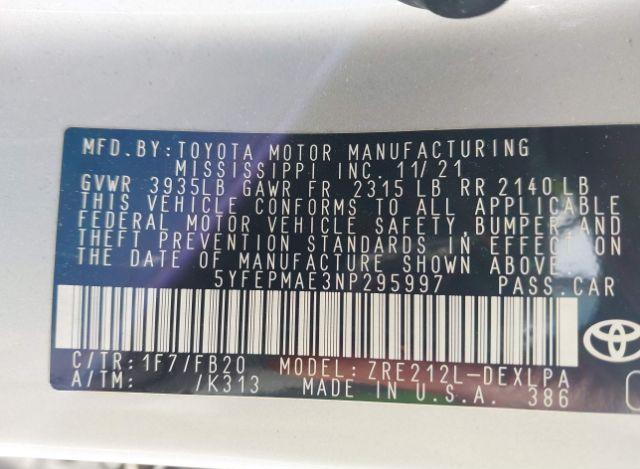 MFD.BY:TOYOTA MOTOR MANUFACTURING
MISSISSIPPI INC. 11/21
GVWR 3935LB GAWR FR 2315 LB RR 2140 LB
THIS VEHICLE CONFORMS TO ALL APPLICABLE
FEDERAL MOTOR VEHICLE SAFETY,BUMPER,AND
THEFT PREVENTION STANDARDS IN EFFECT ON
THE DATE OF MANUFACTURE SHOWN ABOVE.
5YFEPMAE3NP295997 PASS.CAR
C/TR:1F7/FB20 MODEL:ZRE212L-DEXLPA
A/TM: /K313 MADE IN U.S.A. 386